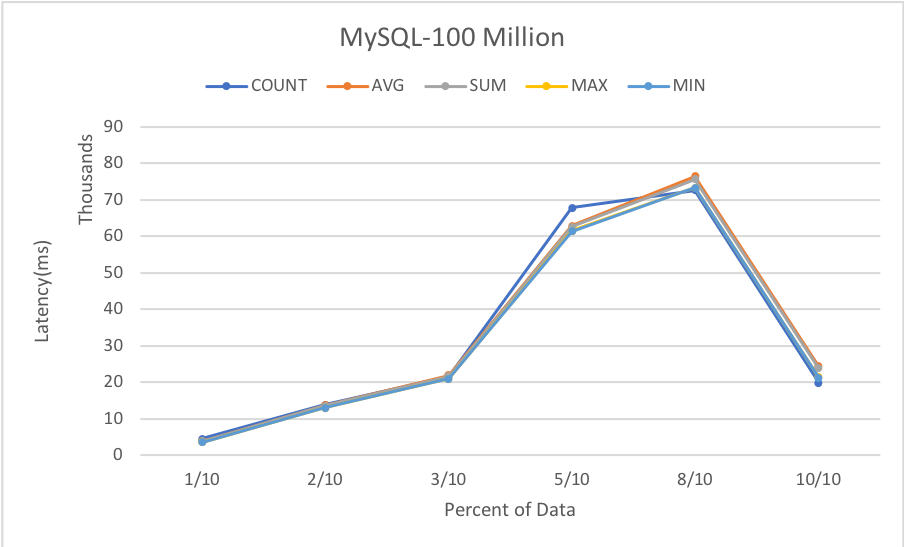 MySQL-100 Million
COUNT AVG SUM MAX MIN
Latency(ms)
Thousands
90
80
70
60
50
40
30
20
10
0
1/10 2/10 3/10 5/10 8/10 10/10
Percent of Data